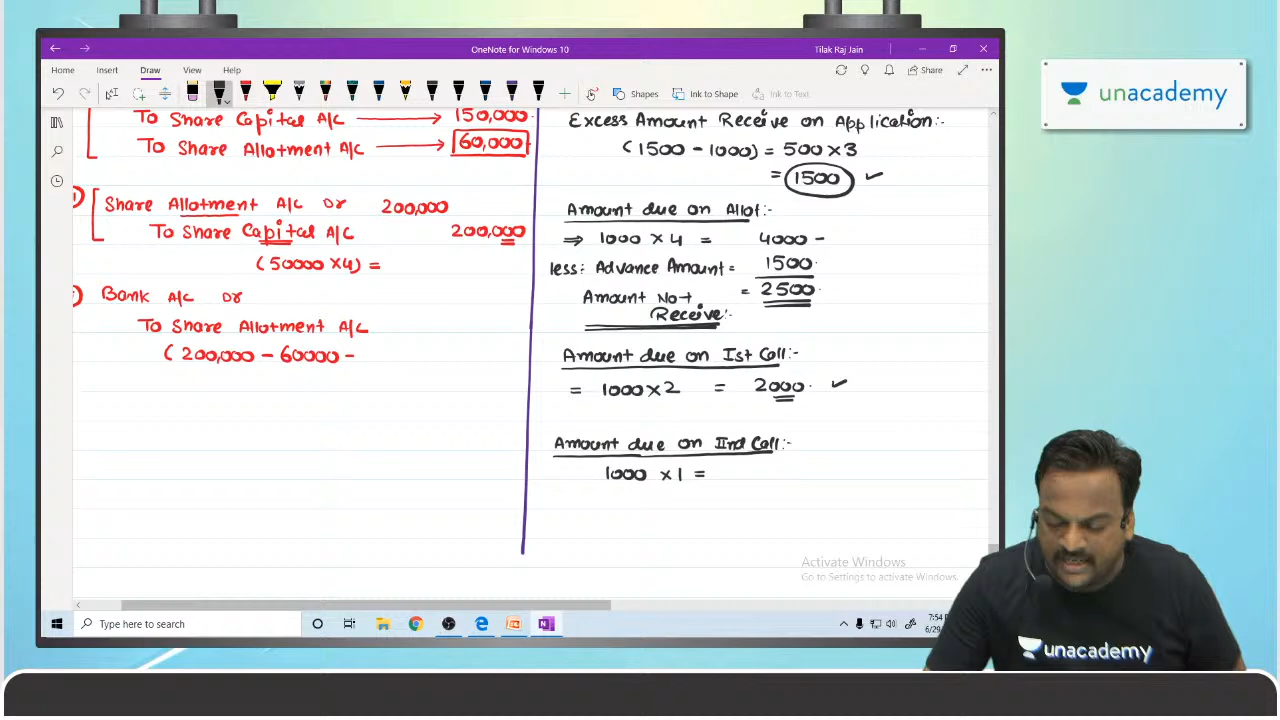 OneNote for Windows 10
Tilak Raj Jain
Home Insert Draw View Help
Share
Shapes
Ink to Shape
Ink to Text
To Share Capital A/C 150,000
To Share Allotment A/C 60,000
Share Allotment A/C Dr 200,000
To Share Capital A/C 200,000
(50000 x4) =
Bank A/C Dr
To Share Allotment A/C
(200,000 - 60000 -
Excess Amount Receive on Application:-
(1500 - 1000) = 500 x 3
= 1500 ✓
Amount due on Allot:-
⇒ 1000 x 4 = 4000 -
less: Advance Amount = 1500
= 2500
Amount Not
Receive:-
Amount due on Ist Call:-
= 1000 x 2 = 2000 ✓
Amount due on IInd Call:-
1000 x 1 =
Activate Windows
Go to Settings to activate Windows.
Type here to search
7:54
6/29
unacademy
unacademy